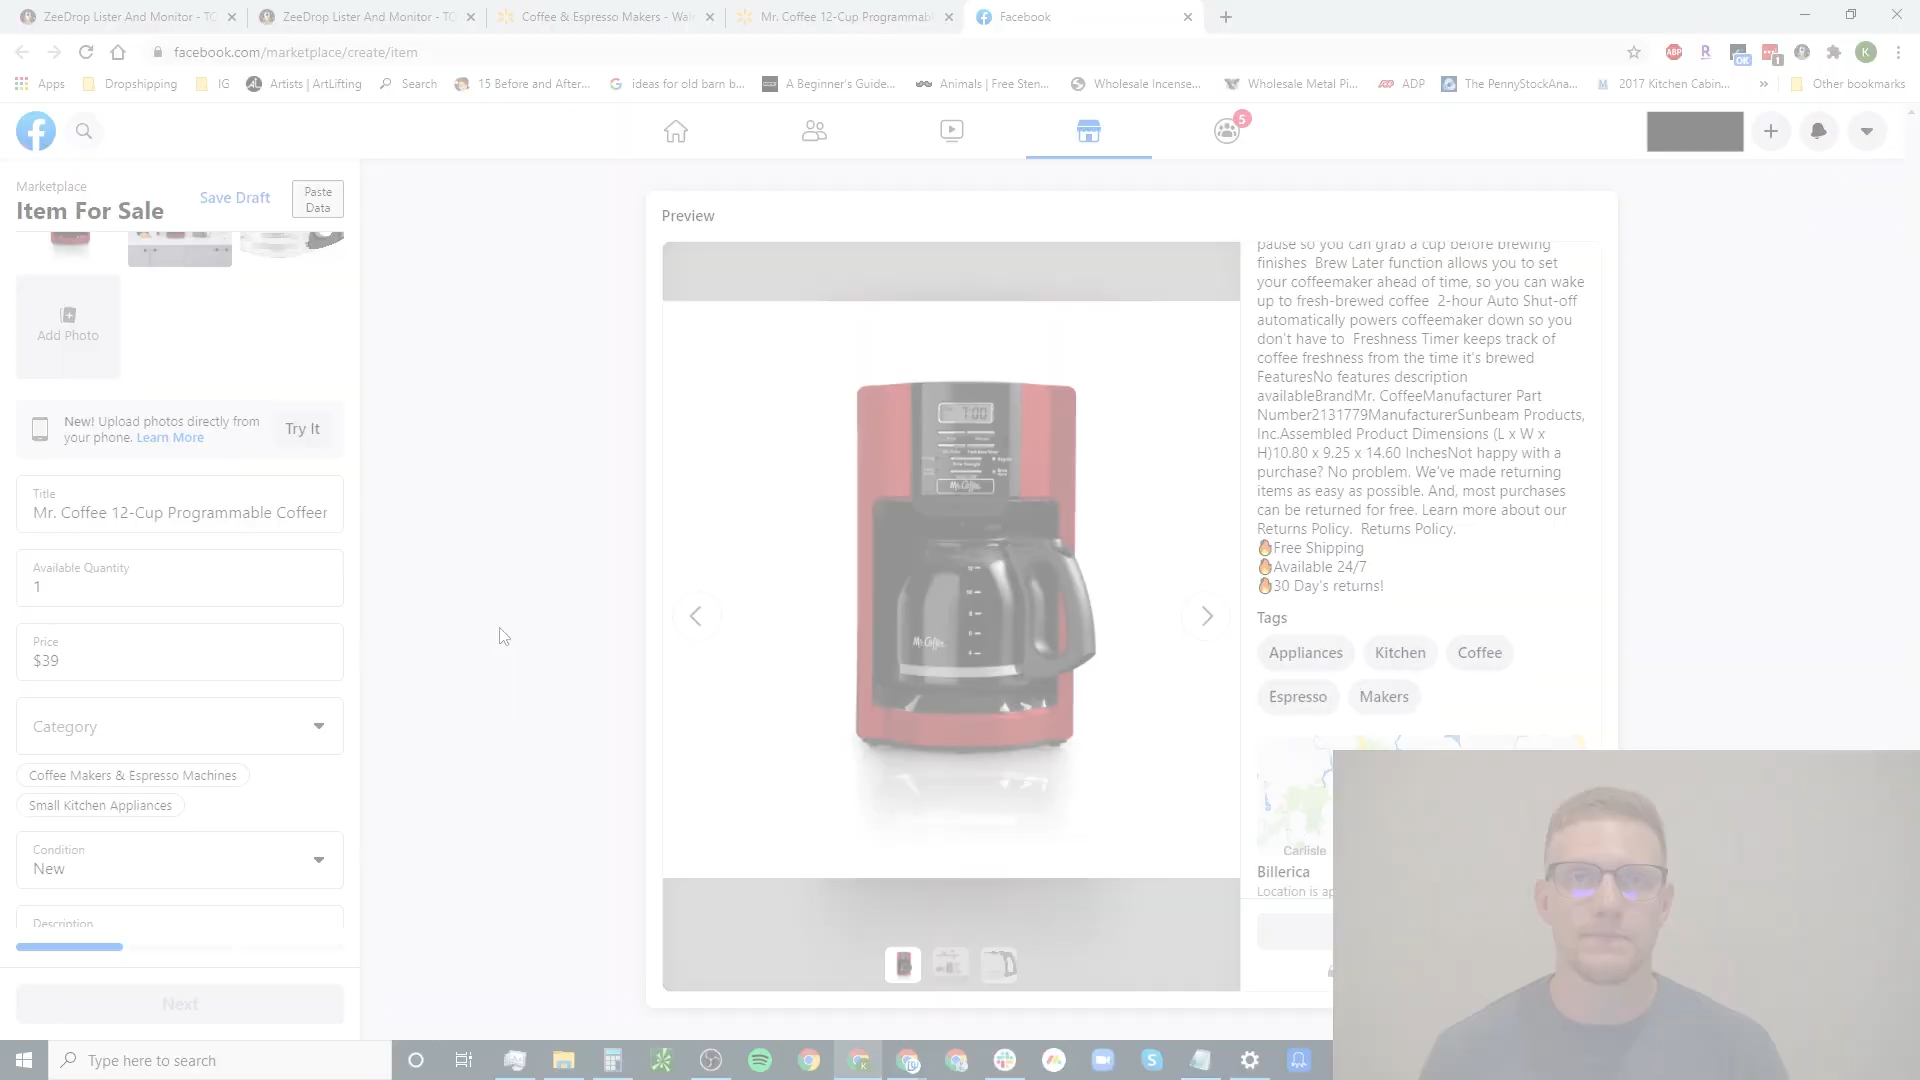 ZeeDrop Lister And Monitor - TC
ZeeDrop Lister And Monitor - TC
Coffee & Espresso Makers - Wal
Mr. Coffee 12-Cup Programmabl
Facebook
facebook.com/marketplace/create/item
Apps
Dropshipping
IG
Artists | ArtLifting
Search
15 Before and After...
ideas for old barn b...
A Beginner's Guide...
Animals | Free Sten...
Wholesale Incense...
Wholesale Metal Pi...
ADP
The PennyStockAna...
2017 Kitchen Cabin...
Other bookmarks
5
Marketplace
Item For Sale
Save Draft
Paste
Data
Add Photo
New! Upload photos directly from
your phone. Learn More
Try It
Title
Mr. Coffee 12-Cup Programmable Coffeer
Available Quantity
1
Price
$39
Category
Coffee Makers & Espresso Machines
Small Kitchen Appliances
Condition
New
Description
Next
Preview
7:00
Mr. Coffee
Mr. Coffee
pause so you can grab a cup before brewing
finishes  Brew Later function allows you to set
your coffeemaker ahead of time, so you can wake
up to fresh-brewed coffee  2-hour Auto Shut-off
automatically powers coffeemaker down so you
don't have to  Freshness Timer keeps track of
coffee freshness from the time it's brewed
FeaturesNo features description
availableBrandMr. CoffeeManufacturer Part
Number2131779ManufacturerSunbeam Products,
Inc.Assembled Product Dimensions (L x W x
H)10.80 x 9.25 x 14.60 InchesNot happy with a
purchase? No problem. We've made returning
items as easy as possible. And, most purchases
can be returned for free. Learn more about our
Returns Policy.  Returns Policy.
🔥Free Shipping
🔥Available 24/7
🔥30 Day's returns!
Tags
Appliances
Kitchen
Coffee
Espresso
Makers
Carlisle
Billerica
Location is ap
Type here to search